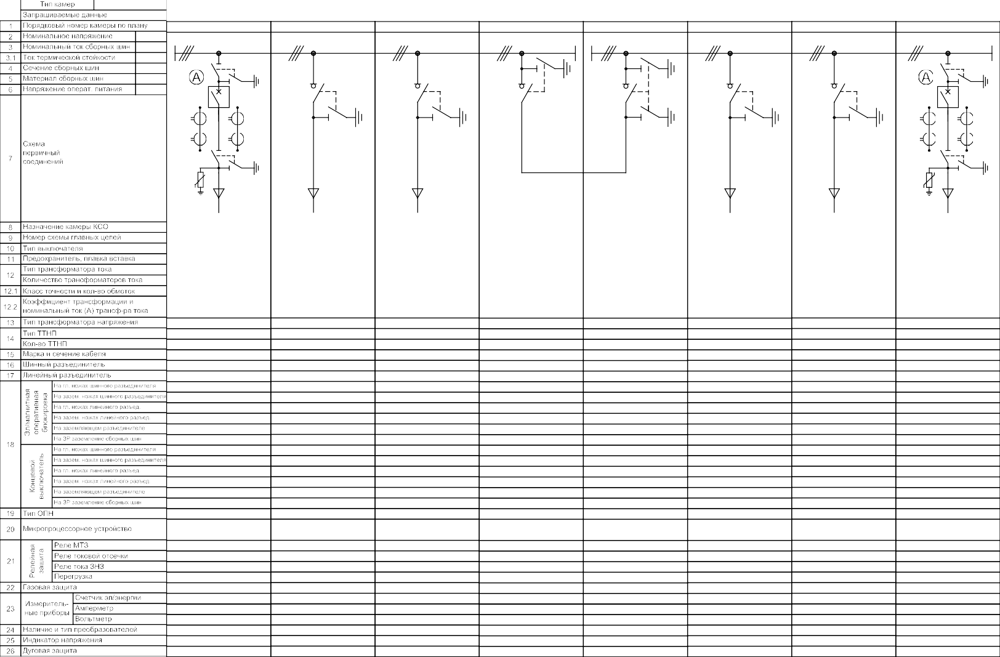 Тип камер
Запрашиваемые данные
1 Порядковый номер камеры по плану
2 Номинальное напряжение
3 Номинальный ток сборных шин
3.1 Ток термической стойкости
4 Сечение сборных шин
5 Материал сборных шин
6 Напряжение операт. питания
А
А
7
Схема
первичный
соединений
8 Назначение камеры КСО
9 Номер схемы главных цепей
10 Тип выключателя
11 Предохранитель, плавка вставка
12
Тип трансформатора тока
Количество трансформаторов тока
12.1 Класс точности и кол-во обмоток
12.2
Коэффициент трансформации и
номинальный ток (А) трансф-ра тока
13 Тип трансформатора напряжения
14
Тип ТТНП
Кол-во ТТНП
15 Марка и сечение кабеля
16 Шинный разъединитель
17 Линейный разъединитель
18
Эл/магнитная
оперативная
блокировка
На гл. ножах шинного разъединителя
На зазем. ножах шинного разъединителя
На гл. ножах линейного разъед.
На зазем. ножах линейного разъед.
На заземляющем разъединителе
На ЗР заземление сборных шин
Концевой
выключатель
На гл. ножах шинного разъединителя
На зазем. ножах шинного разъединителя
На гл. ножах линейного разъед.
На зазем. ножах линейного разъед.
На заземляющем разъединителе
На ЗР заземление сборных шин
19 Тип ОПН
20 Микропроцессорное устройство
21
Релейная
зашита
Реле МТЗ
Реле токовой отсечки
Реле тока ЗНЗ
Перегрузка
22 Газовая защита
23
Измеритель-
ные приборы
Счетчик эл/энергии
Амперметр
Вольтметр
24 Наличие и тип преобразователей
25 Индикатор напряжения
26 Дуговая защита